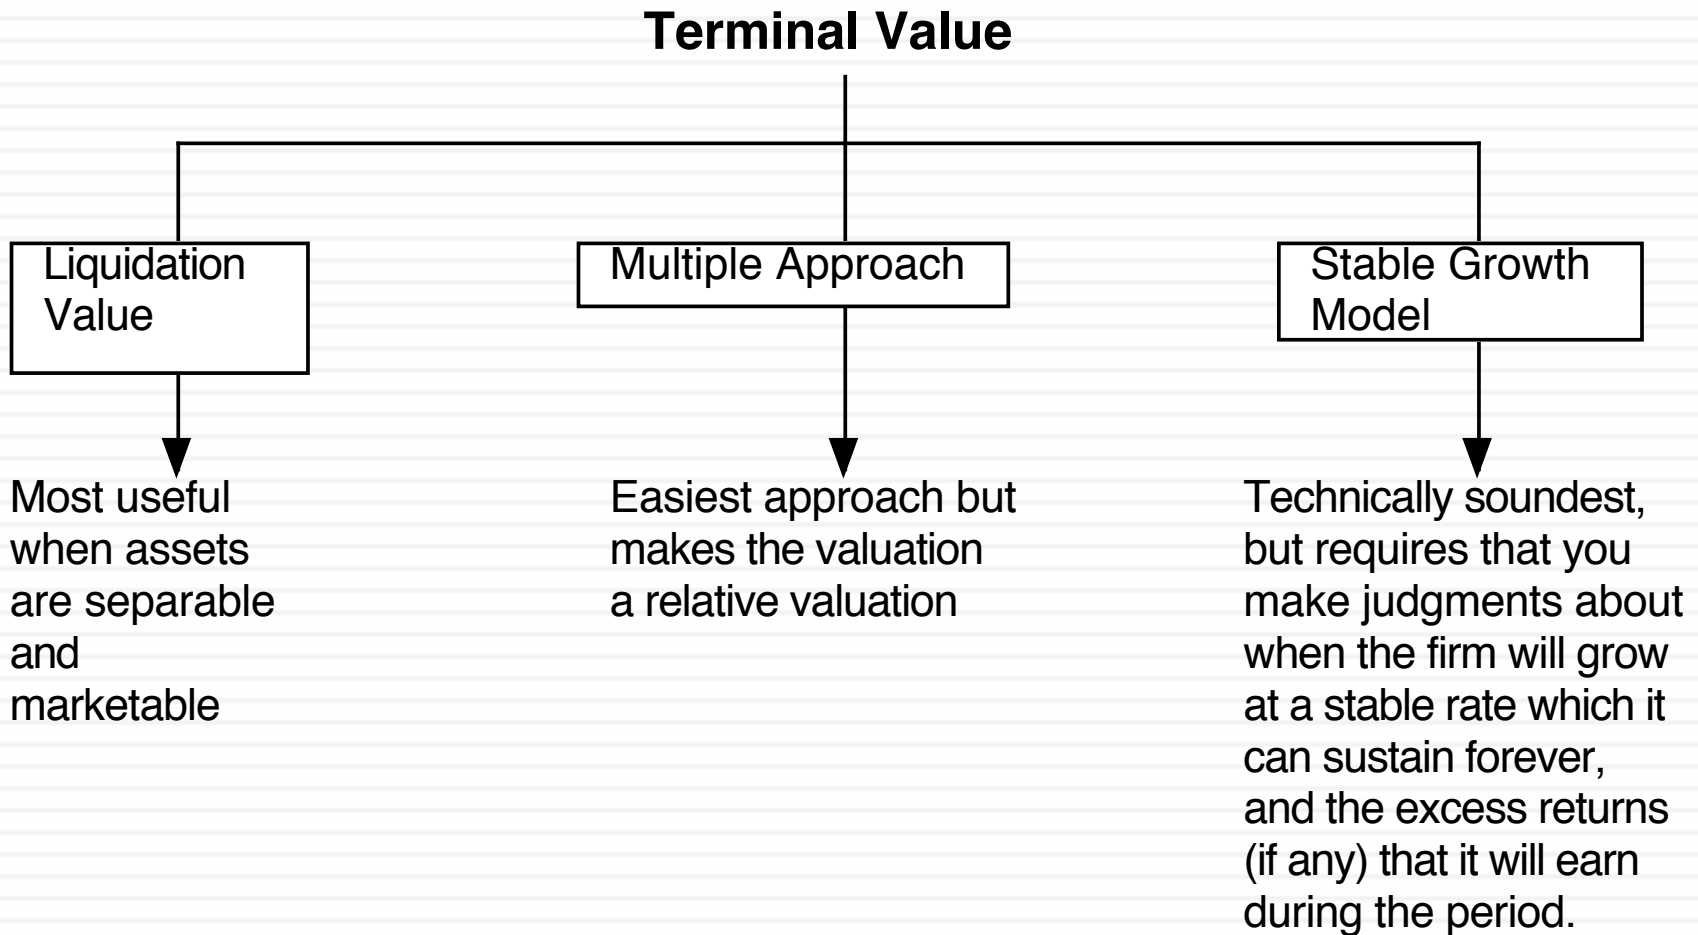 Terminal Value
Liquidation
Value
Multiple Approach
Stable Growth
Model
Most useful
when assets
are separable
and
marketable
Easiest approach but
makes the valuation
a relative valuation
Technically soundest,
but requires that you
make judgments about
when the firm will grow
at a stable rate which it
can sustain forever,
and the excess returns
(if any) that it will earn
during the period.